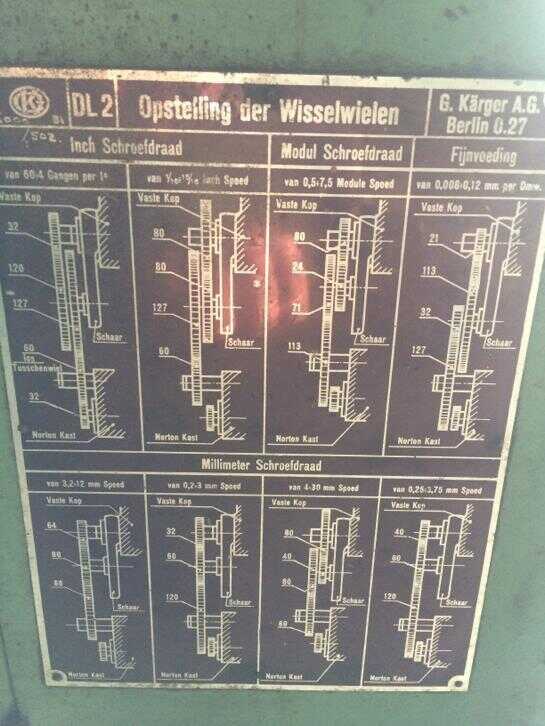 DL 2
Opstelling der Wisselwielen
G. Kärger A.G.
Berlin O.27
Inch Schroefdraad
Modul Schroefdraad
Fijnvoeding
van 60-4 Gangen per 1"
Inch Spoed
van 0,5-7,5 Module Spoed
van 0,006-0,12 mm per Omw.
Vaste Kop
32
120
127
60
Tusschenwiel
32
Schaar
Norton Kast
Vaste Kop
80
80
127
60
Schaar
Norton Kast
Vaste Kop
80
24
71
113
Schaar
Norton Kast
Vaste Kop
21
113
32
127
Schaar
Norton Kast
Millimeter Schroefdraad
van 3,2-12 mm Spoed
van 0,2-3 mm Spoed
van 4-30 mm Spoed
van 0,25-3,75 mm Spoed
Vaste Kop
64
Schaar
Norton Kast
Vaste Kop
32
60
120
Schaar
Norton Kast
Vaste Kop
80
40
Schaar
Norton Kast
Vaste Kop
40
120
Schaar
Norton Kast